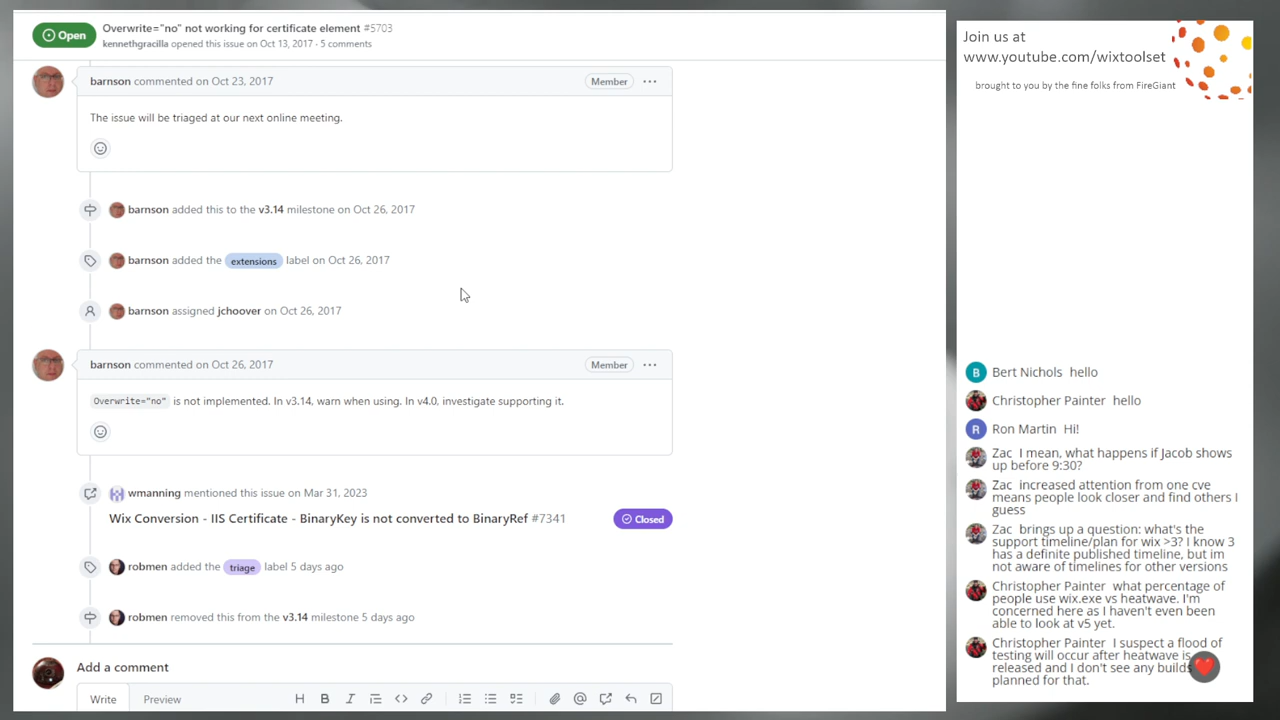 Open
Overwrite="no" not working for certificate element #5703
kennethgracilla opened this issue on Oct 13, 2017 · 5 comments
barnson commented on Oct 23, 2017
Member
The issue will be triaged at our next online meeting.
barnson added this to the v3.14 milestone on Oct 26, 2017
barnson added the extensions label on Oct 26, 2017
barnson assigned jchoover on Oct 26, 2017
barnson commented on Oct 26, 2017
Member
Overwrite="no" is not implemented. In v3.14, warn when using. In v4.0, investigate supporting it.
wmanning mentioned this issue on Mar 31, 2023
Wix Conversion - IIS Certificate - BinaryKey is not converted to BinaryRef #7341
Closed
robmen added the triage label 5 days ago
robmen removed this from the v3.14 milestone 5 days ago
Add a comment
Write
Preview
Join us at
www.youtube.com/wixtoolset
brought to you by the fine folks from FireGiant
B Bert Nichols hello
Christopher Painter hello
R Ron Martin Hi!
Zac I mean, what happens if Jacob shows
up before 9:30?
Zac increased attention from one cve
means people look closer and find others I
guess
Zac brings up a question: what's the
support timeline/plan for wix >3? I know 3
has a definite published timeline, but im
not aware of timelines for other versions
Christopher Painter what percentage of
people use wix.exe vs heatwave. I'm
concerned here as I haven't even been
able to look at v5 yet.
Christopher Painter I suspect a flood of
testing will occur after heatwave is
released and I don't see any builds
planned for that.